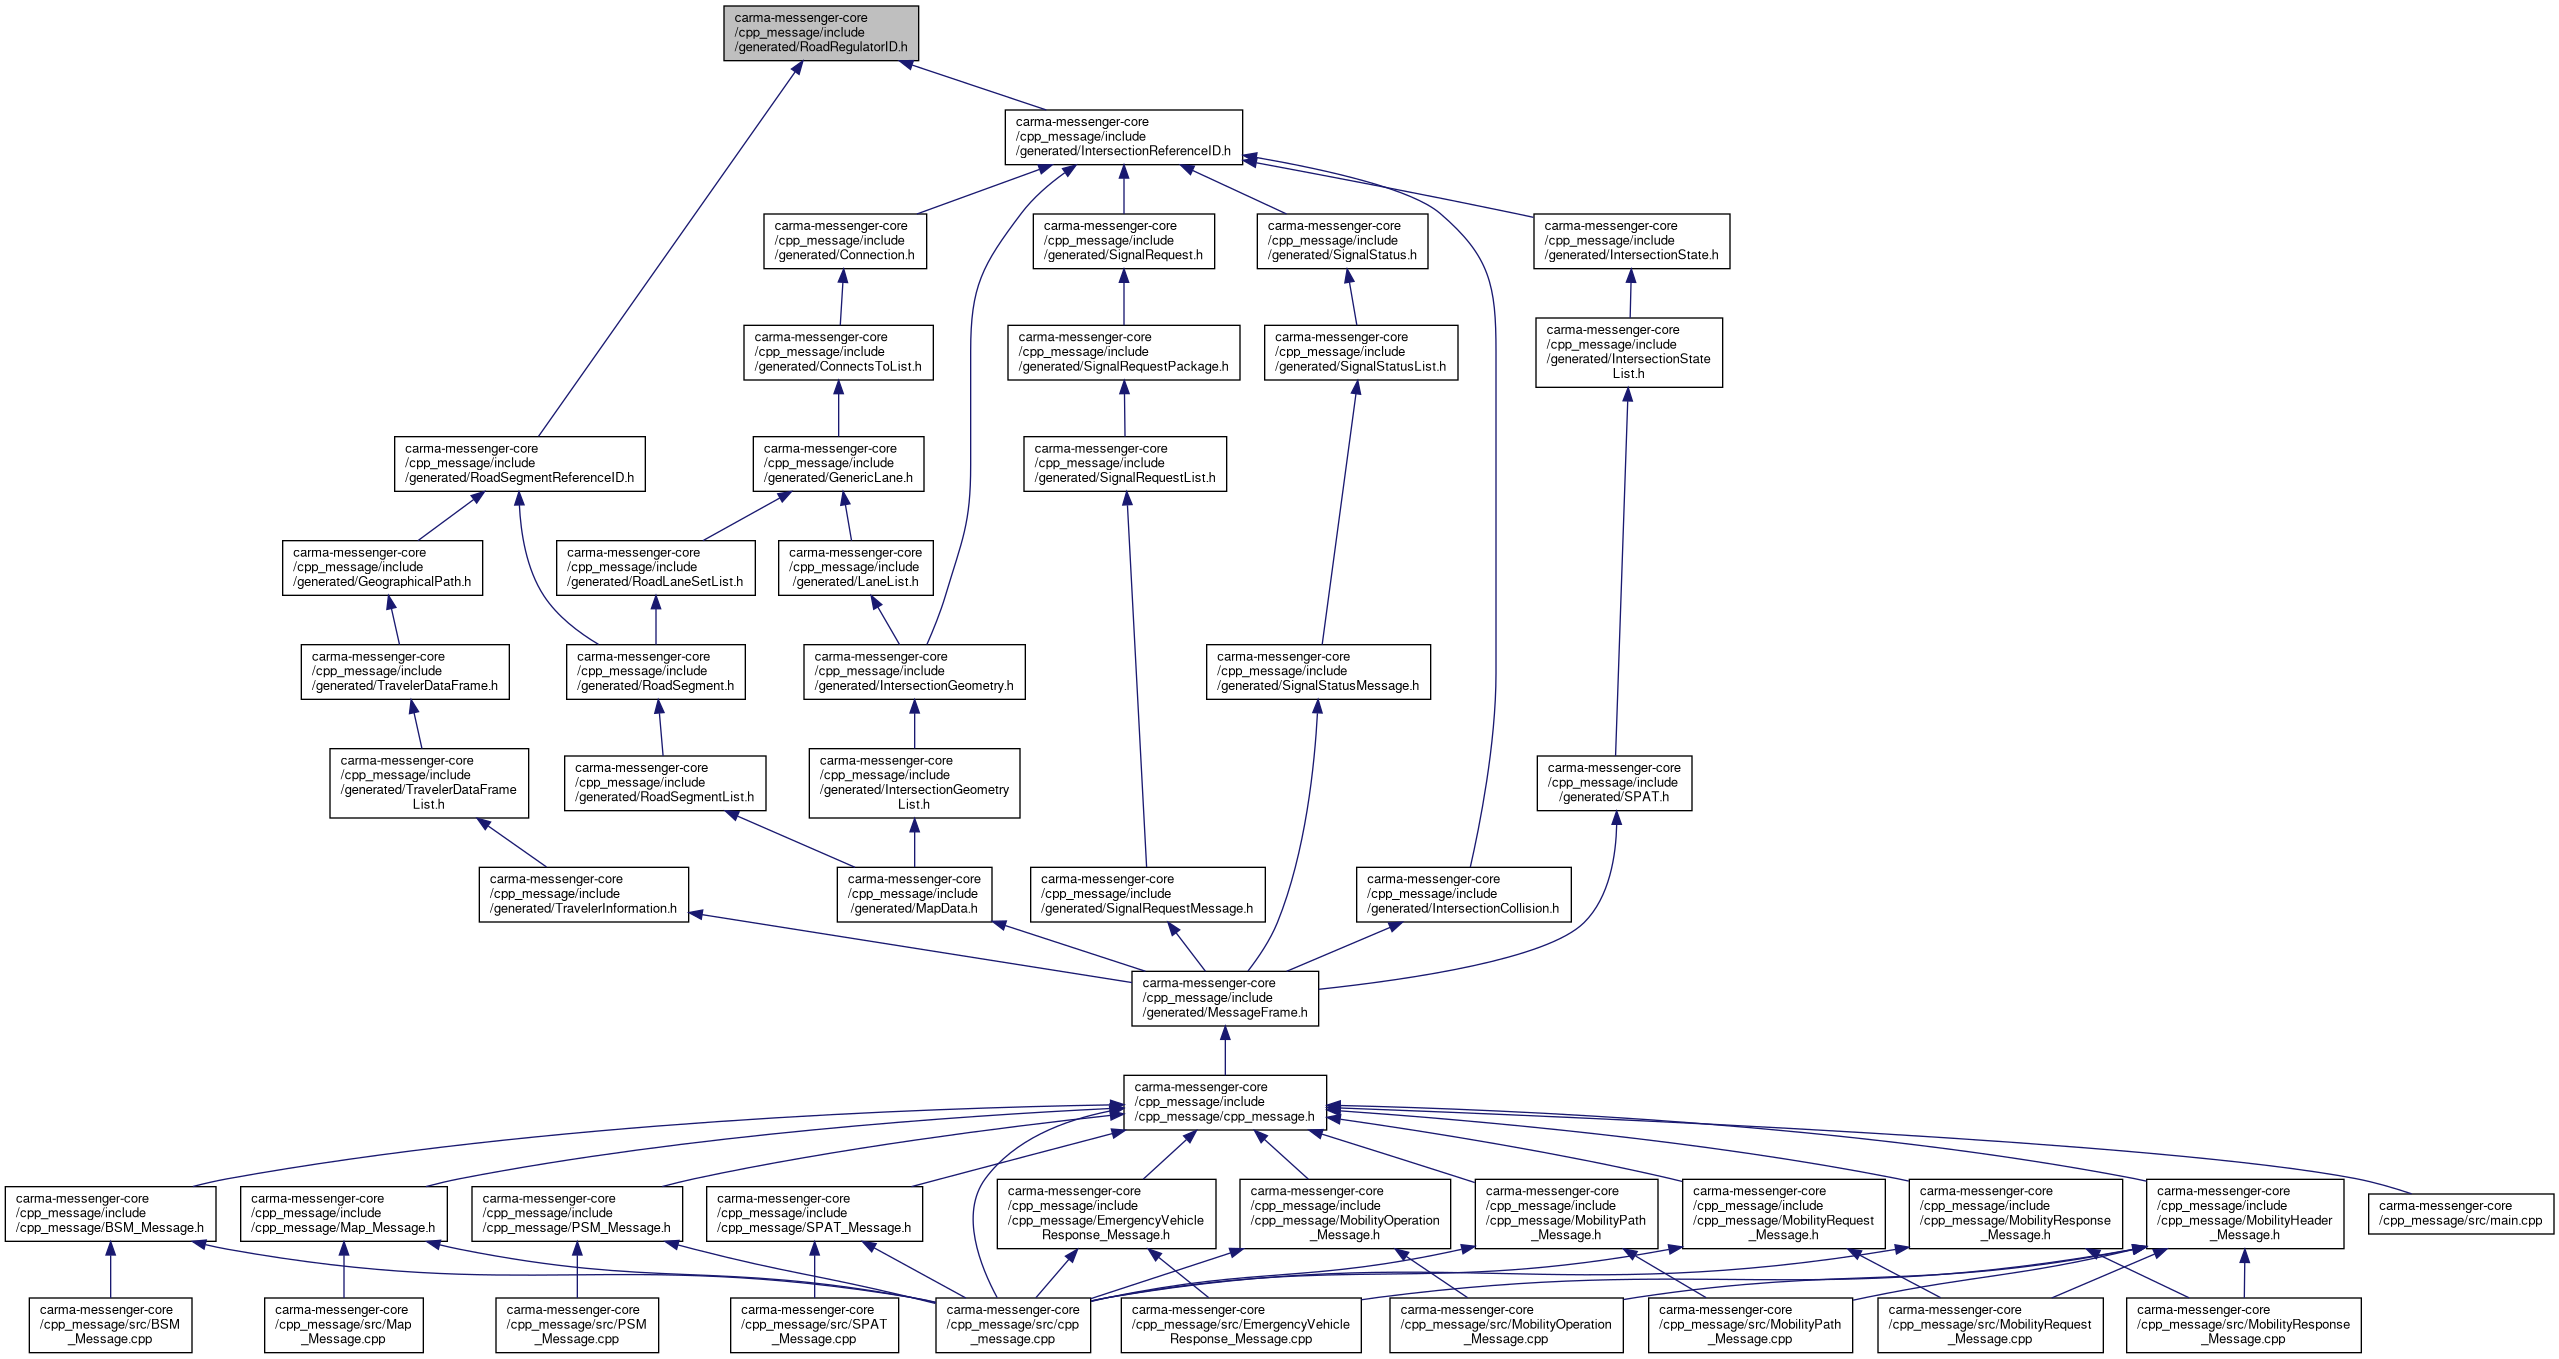 carma-messenger-core
/cpp_message/include
/generated/RoadRegulatorID.h
carma-messenger-core
/cpp_message/include
/generated/IntersectionReferenceID.h
carma-messenger-core
/cpp_message/include
/generated/Connection.h
carma-messenger-core
/cpp_message/include
/generated/SignalRequest.h
carma-messenger-core
/cpp_message/include
/generated/SignalStatus.h
carma-messenger-core
/cpp_message/include
/generated/IntersectionState.h
carma-messenger-core
/cpp_message/include
/generated/ConnectsToList.h
carma-messenger-core
/cpp_message/include
/generated/SignalRequestPackage.h
carma-messenger-core
/cpp_message/include
/generated/SignalStatusList.h
carma-messenger-core
/cpp_message/include
/generated/IntersectionState
List.h
carma-messenger-core
/cpp_message/include
/generated/RoadSegmentReferenceID.h
carma-messenger-core
/cpp_message/include
/generated/GenericLane.h
carma-messenger-core
/cpp_message/include
/generated/SignalRequestList.h
carma-messenger-core
/cpp_message/include
/generated/GeographicalPath.h
carma-messenger-core
/cpp_message/include
/generated/RoadLaneSetList.h
carma-messenger-core
/cpp_message/include
/generated/LaneList.h
carma-messenger-core
/cpp_message/include
/generated/TravelerDataFrame.h
carma-messenger-core
/cpp_message/include
/generated/RoadSegment.h
carma-messenger-core
/cpp_message/include
/generated/IntersectionGeometry.h
carma-messenger-core
/cpp_message/include
/generated/SignalStatusMessage.h
carma-messenger-core
/cpp_message/include
/generated/TravelerDataFrame
List.h
carma-messenger-core
/cpp_message/include
/generated/RoadSegmentList.h
carma-messenger-core
/cpp_message/include
/generated/IntersectionGeometry
List.h
carma-messenger-core
/cpp_message/include
/generated/SPAT.h
carma-messenger-core
/cpp_message/include
/generated/TravelerInformation.h
carma-messenger-core
/cpp_message/include
/generated/MapData.h
carma-messenger-core
/cpp_message/include
/generated/SignalRequestMessage.h
carma-messenger-core
/cpp_message/include
/generated/IntersectionCollision.h
carma-messenger-core
/cpp_message/include
/generated/MessageFrame.h
carma-messenger-core
/cpp_message/include
/cpp_message/cpp_message.h
carma-messenger-core
/cpp_message/include
/cpp_message/BSM_Message.h
carma-messenger-core
/cpp_message/include
/cpp_message/Map_Message.h
carma-messenger-core
/cpp_message/include
/cpp_message/PSM_Message.h
carma-messenger-core
/cpp_message/include
/cpp_message/SPAT_Message.h
carma-messenger-core
/cpp_message/include
/cpp_message/EmergencyVehicle
Response_Message.h
carma-messenger-core
/cpp_message/include
/cpp_message/MobilityOperation
_Message.h
carma-messenger-core
/cpp_message/include
/cpp_message/MobilityPath
_Message.h
carma-messenger-core
/cpp_message/include
/cpp_message/MobilityRequest
_Message.h
carma-messenger-core
/cpp_message/include
/cpp_message/MobilityResponse
_Message.h
carma-messenger-core
/cpp_message/include
/cpp_message/MobilityHeader
_Message.h
carma-messenger-core
/cpp_message/src/main.cpp
carma-messenger-core
/cpp_message/src/BSM
_Message.cpp
carma-messenger-core
/cpp_message/src/Map
_Message.cpp
carma-messenger-core
/cpp_message/src/PSM
_Message.cpp
carma-messenger-core
/cpp_message/src/SPAT
_Message.cpp
carma-messenger-core
/cpp_message/src/cpp
_message.cpp
carma-messenger-core
/cpp_message/src/EmergencyVehicle
Response_Message.cpp
carma-messenger-core
/cpp_message/src/MobilityOperation
_Message.cpp
carma-messenger-core
/cpp_message/src/MobilityPath
_Message.cpp
carma-messenger-core
/cpp_message/src/MobilityRequest
_Message.cpp
carma-messenger-core
/cpp_message/src/MobilityResponse
_Message.cpp